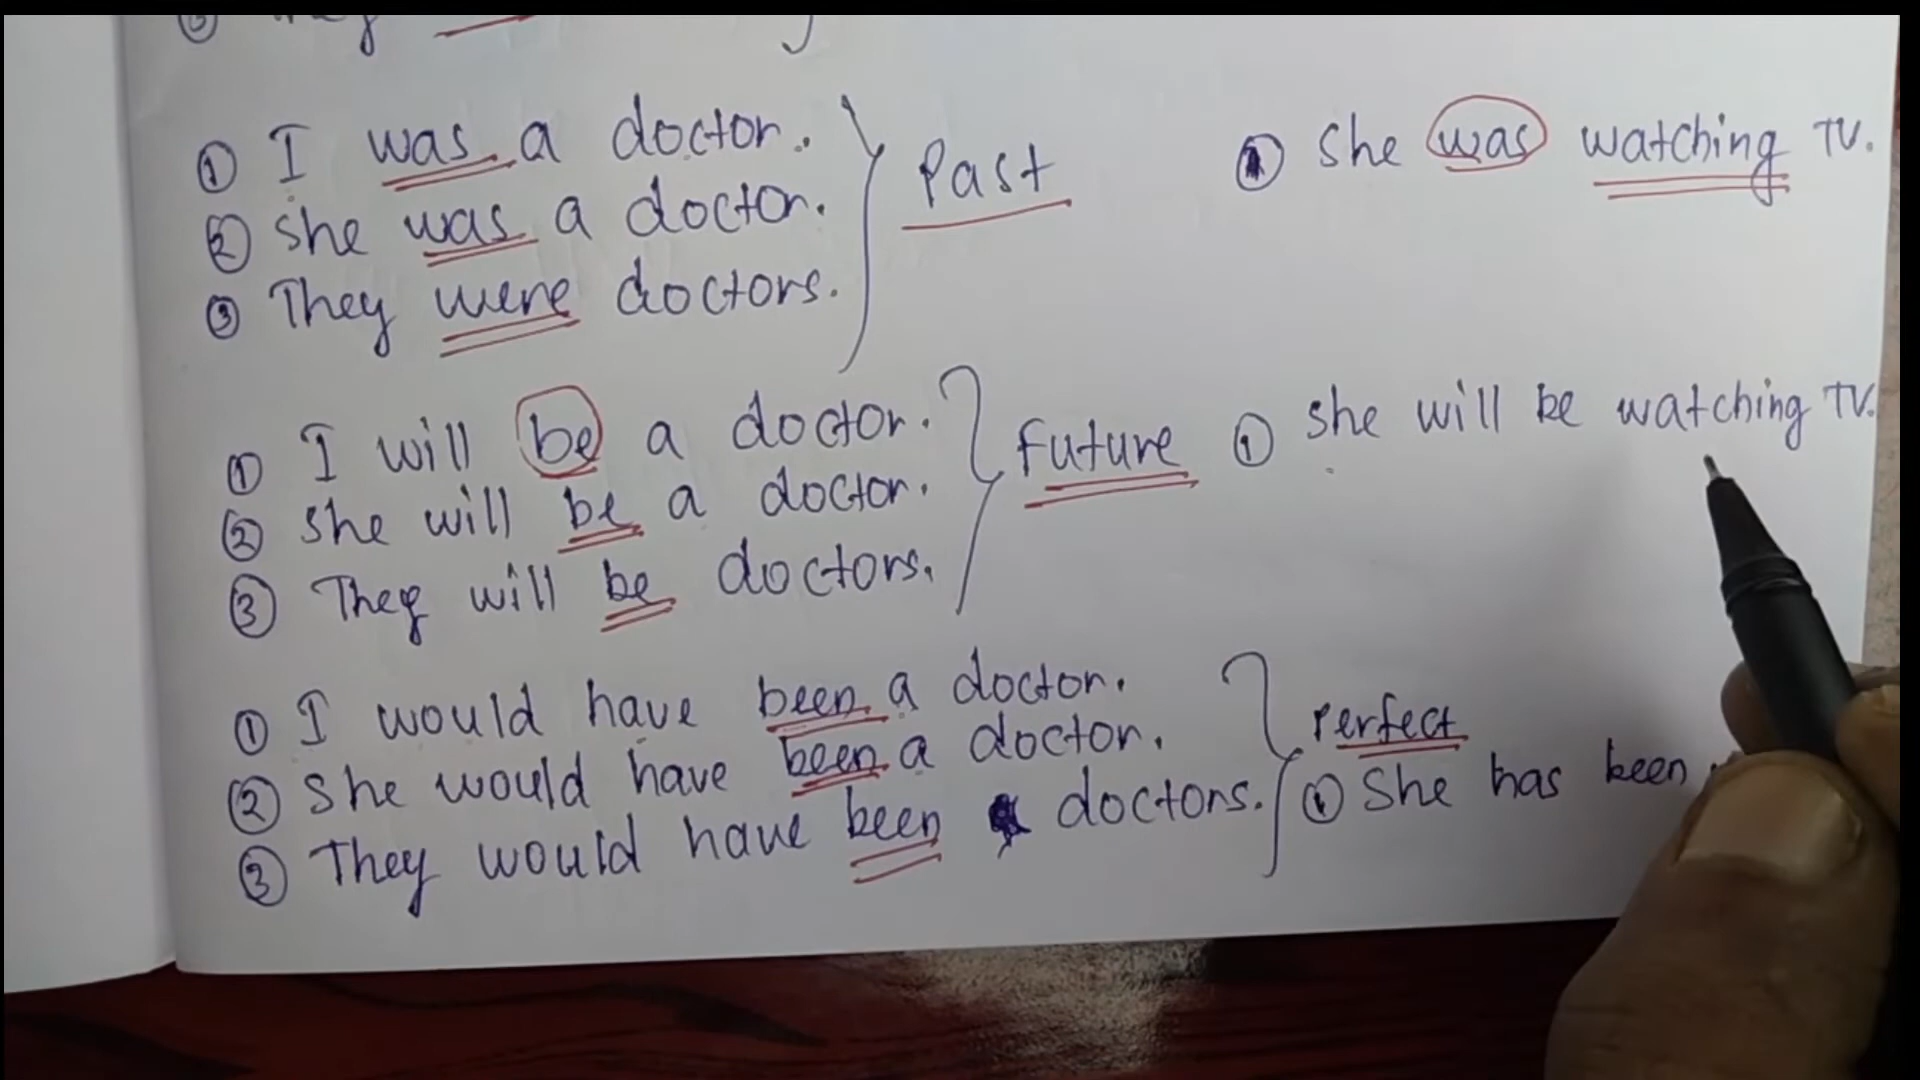 ① I was a doctor.
② She was a doctor.
③ They were doctors.
Past
① She was watching TV.
① I will be a doctor.
② She will be a doctor.
③ They will be doctors.
Future
① She will be watching TV.
① I would have been a doctor.
② She would have been a doctor.
③ They would have been doctors.
Perfect
① She has been